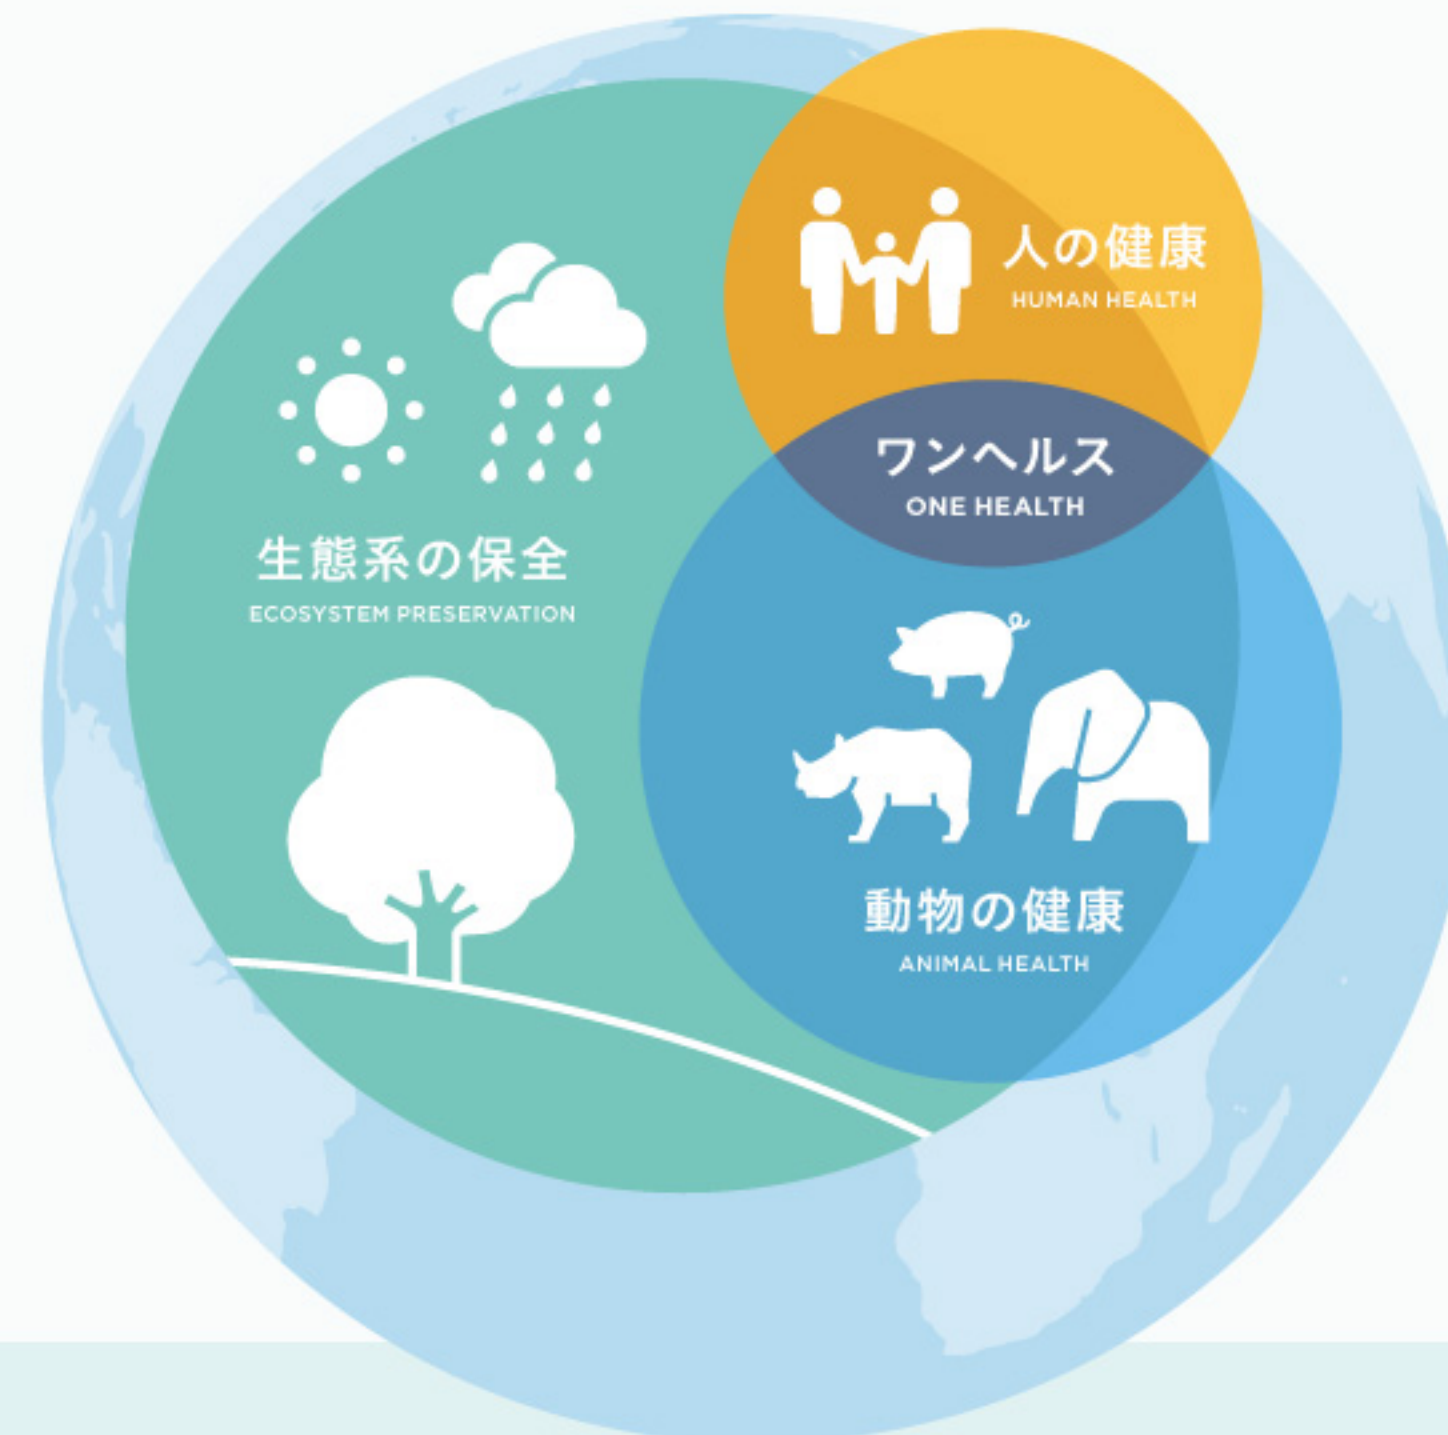 人の健康
HUMAN HEALTH
ワンヘルス
ONE HEALTH
生態系の保全
ECOSYSTEM PRESERVATION
動物の健康
ANIMAL HEALTH